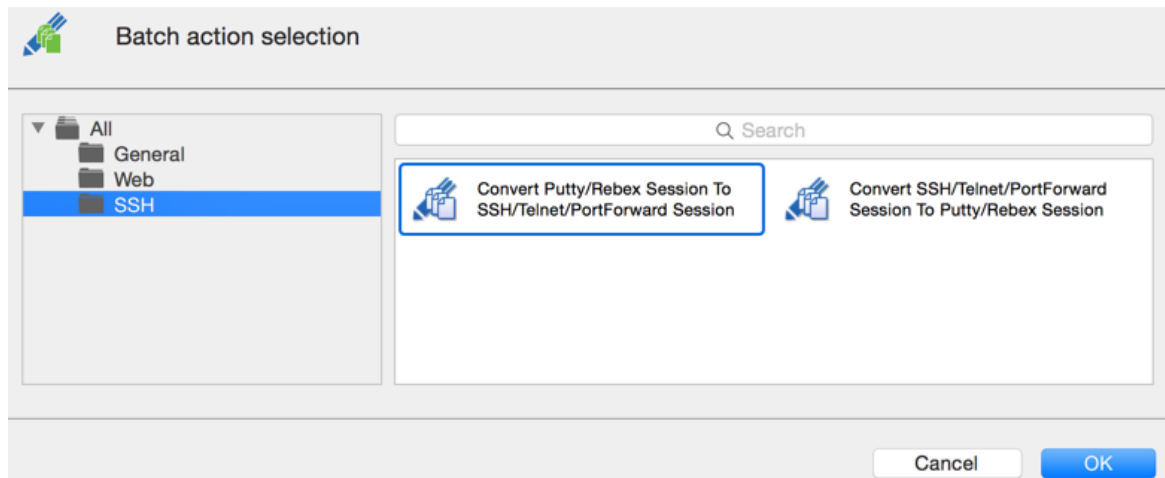 Batch action selection
All
General
Web
SSH
Search
Convert Putty/Rebex Session To
SSH/Telnet/PortForward Session
Convert SSH/Telnet/PortForward
Session To Putty/Rebex Session
Cancel
OK